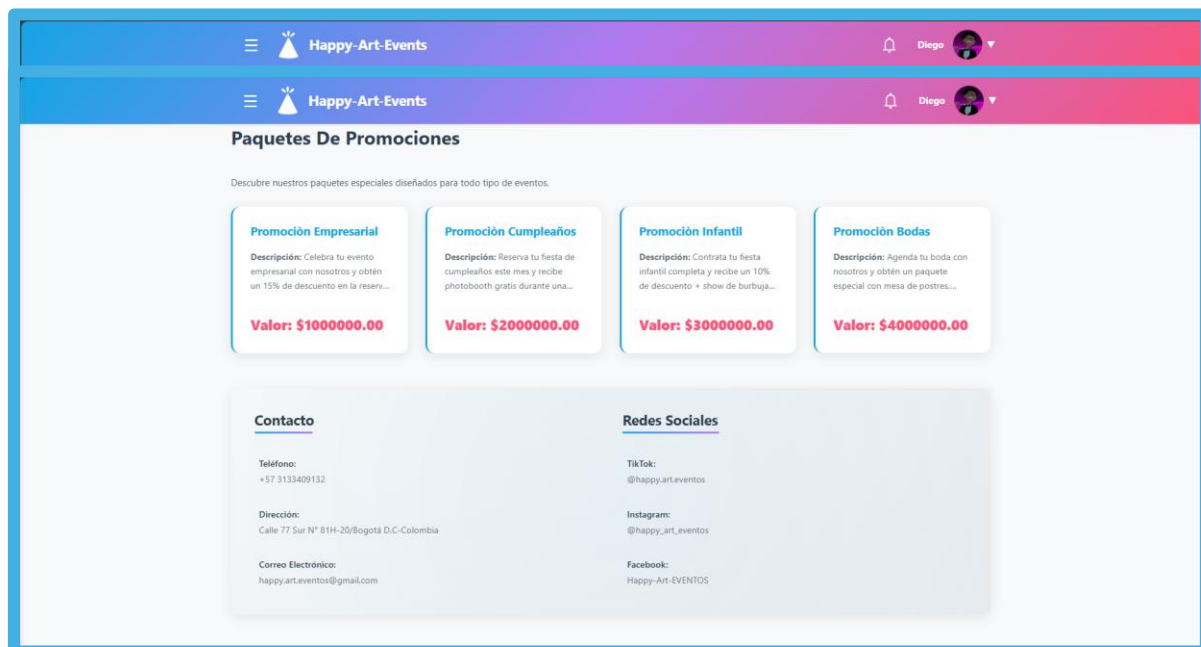 Happy-Art-Events
Diego
Happy-Art-Events
Diego
Paquetes De Promociones
Descubre nuestros paquetes especiales diseñados para todo tipo de eventos.
Promoción Empresarial
Descripción: Celebra tu evento
empresarial con nosotros y obtén
un 15% de descuento en la reserv...
Valor: $1000000.00
Promoción Cumpleaños
Descripción: Reserva tu fiesta de
cumpleaños este mes y recibe
photobooth gratis durante una...
Valor: $2000000.00
Promoción Infantil
Descripción: Contrata tu fiesta
infantil completa y recibe un 10%
de descuento + show de burbuja...
Valor: $3000000.00
Promoción Bodas
Descripción: Agenda tu boda con
nosotros y obtén un paquete
especial con mesa de postres,...
Valor: $4000000.00
Contacto
Teléfono:
+57 3133409132
Dirección:
Calle 77 Sur N° 81H-20/Bogotá D.C-Colombia
Correo Electrónico:
happy.art.eventos@gmail.com
Redes Sociales
TikTok:
@happy.art.eventos
Instagram:
@happy_art_eventos
Facebook:
Happy-Art-EVENTOS